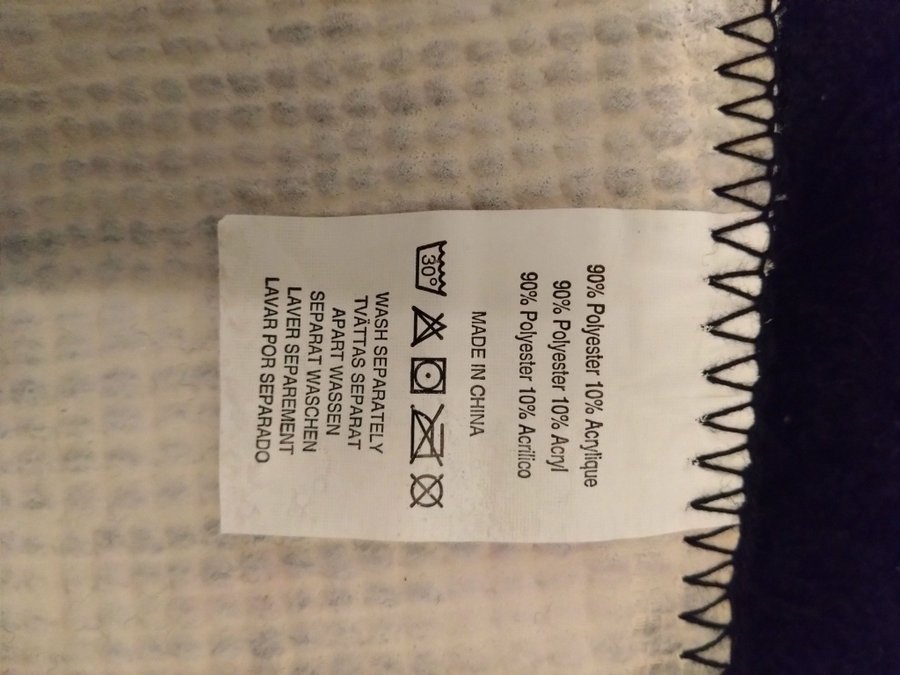 90% Polyester 10% Acrylique
90% Polyester 10% Acryl
90% Polyester 10% Acrilico
MADE IN CHINA
30°
WASH SEPARATELY
TVÄTTAS SEPARAT
APART WASSEN
SEPARAT WASCHEN
LAVER SEPAREMENT
LAVAR POR SEPARADO